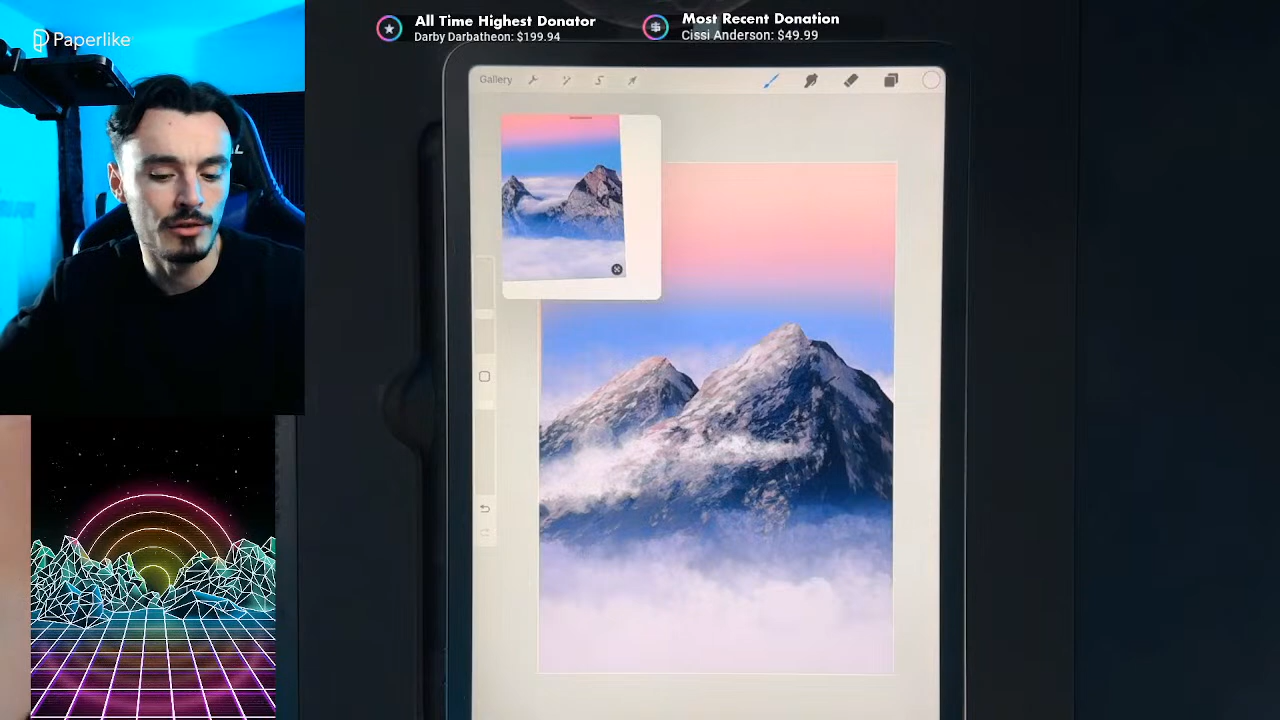 Paperlike
All Time Highest Donator
Darby Darbatheon: $199.94
Most Recent Donation
Cissi Anderson: $49.99
Gallery